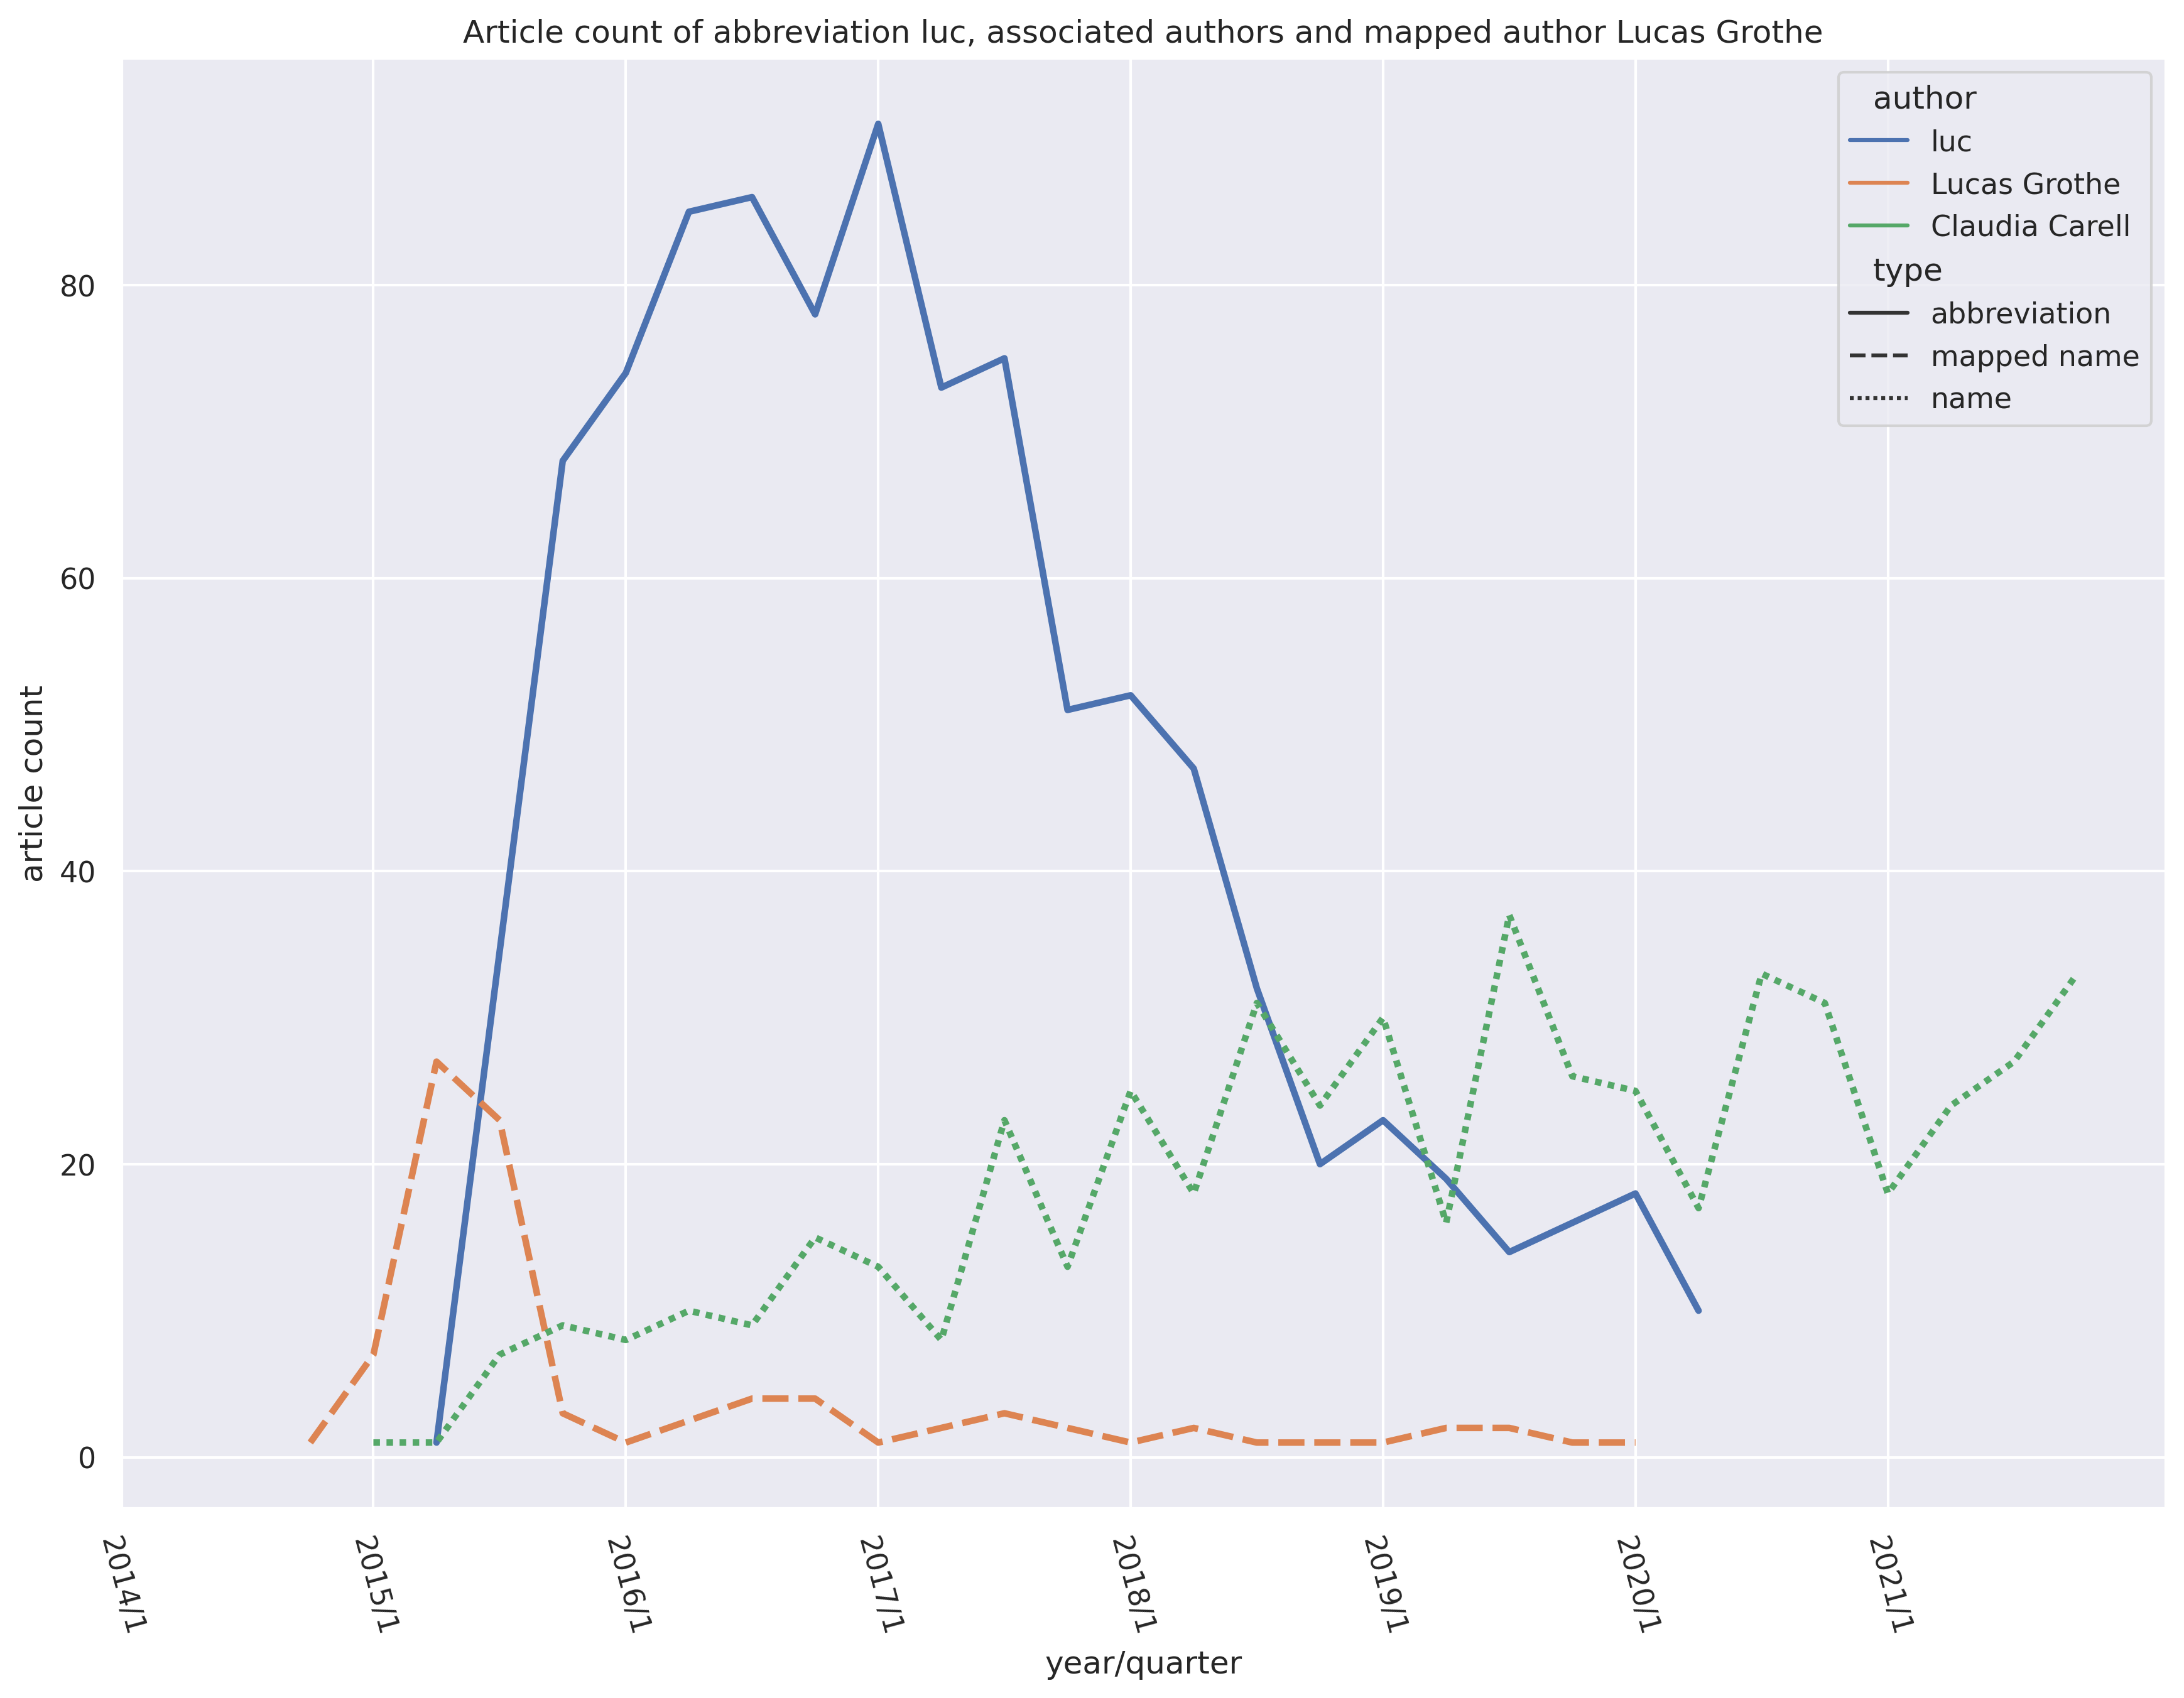 Article count of abbreviation luc, associated authors and mapped author Lucas Grothe
author
luc
Lucas Grothe
Claudia Carell
type
abbreviation
mapped name
name
article count
80
60
40
20
0
2014/1
2015/1
2016/1
2017/1
2018/1
2019/1
2020/1
2021/1
year/quarter